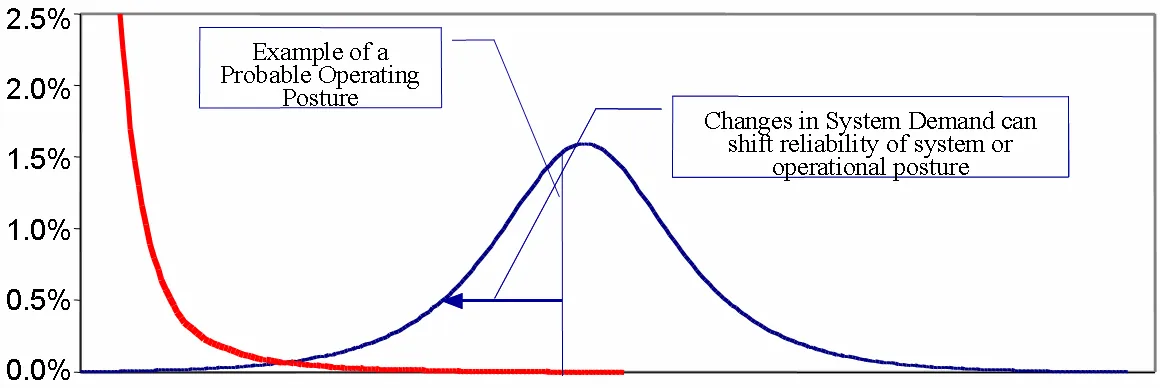 2.5%
2.0%
1.5%
1.0%
0.5%
0.0%
Example of a
Probable Operating
Posture
Changes in System Demand can
shift reliability of system or
operational posture